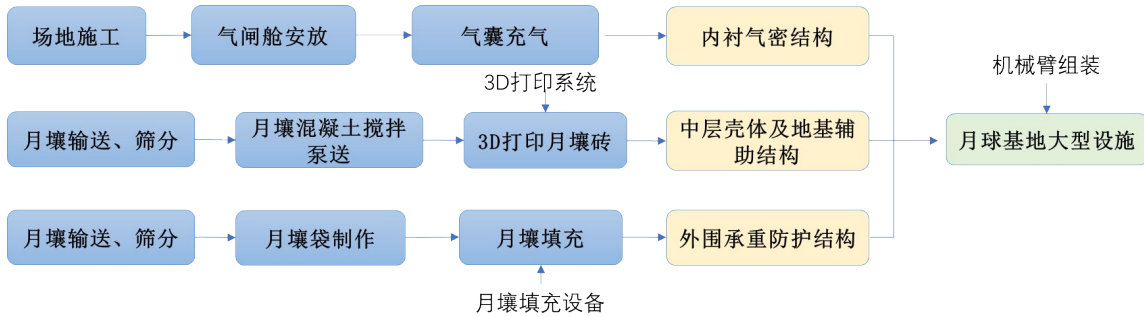 场地施工
气闸舱安放
气囊充气
内衬气密结构
3D打印系统
机械臂组装
月壤输送、筛分
月壤混凝土搅拌
泵送
3D打印月壤砖
中层壳体及地基辅
助结构
月球基地大型设施
月壤输送、筛分
月壤袋制作
月壤填充
外围承重防护结构
月壤填充设备